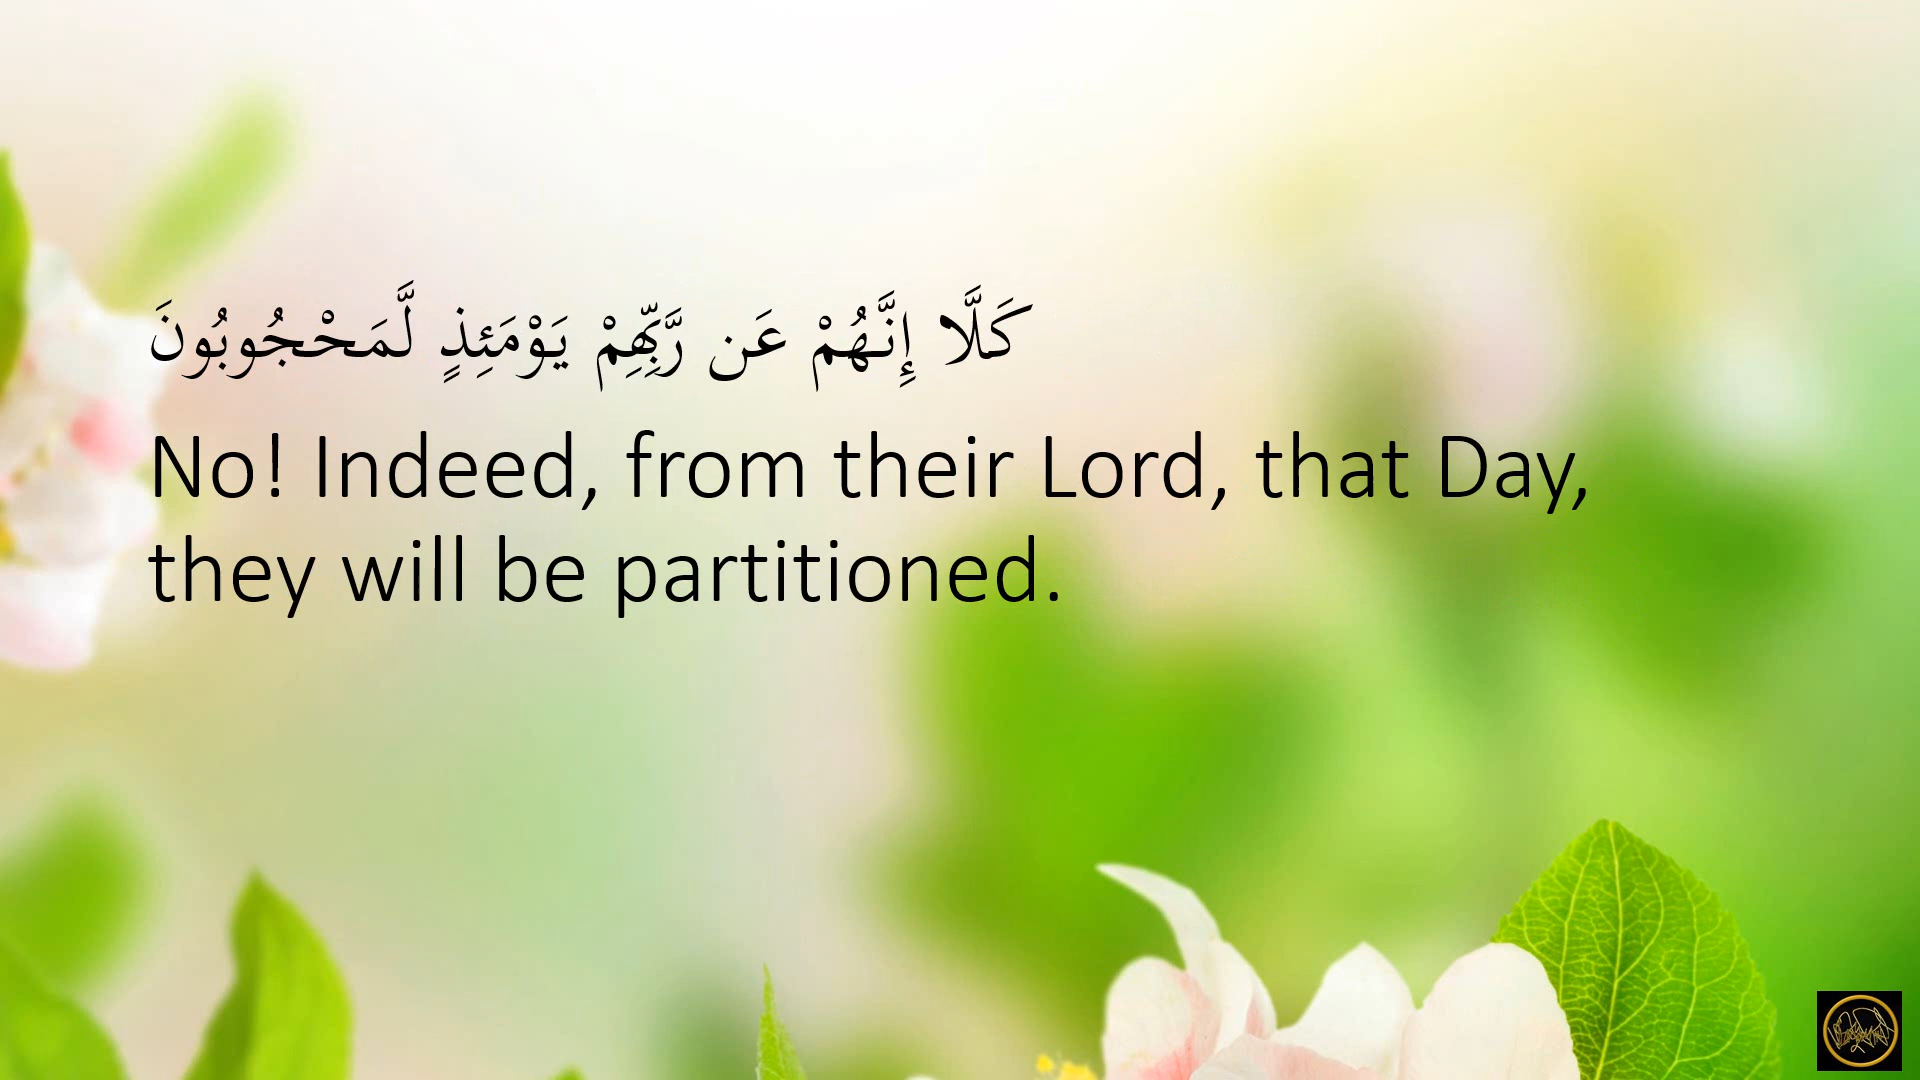 كَلَّا إِنَّهُمْ عَن رَّبِّهِمْ يَوْمَئِذٍ لَّمَحْجُوبُونَ
No! Indeed, from their Lord, that Day,
they will be partitioned.